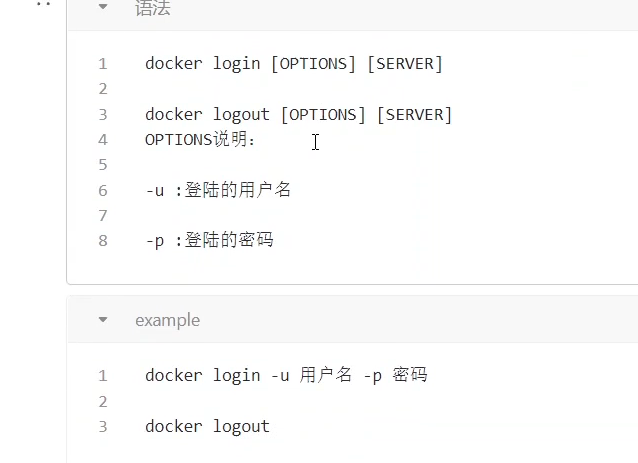 语法
1 docker login [OPTIONS] [SERVER]
2
3 docker logout [OPTIONS] [SERVER]
4 OPTIONS说明:
5
6 -u :登陆的用户名
7
8 -p :登陆的密码
example
1 docker login -u 用户名 -p 密码
2
3 docker logout